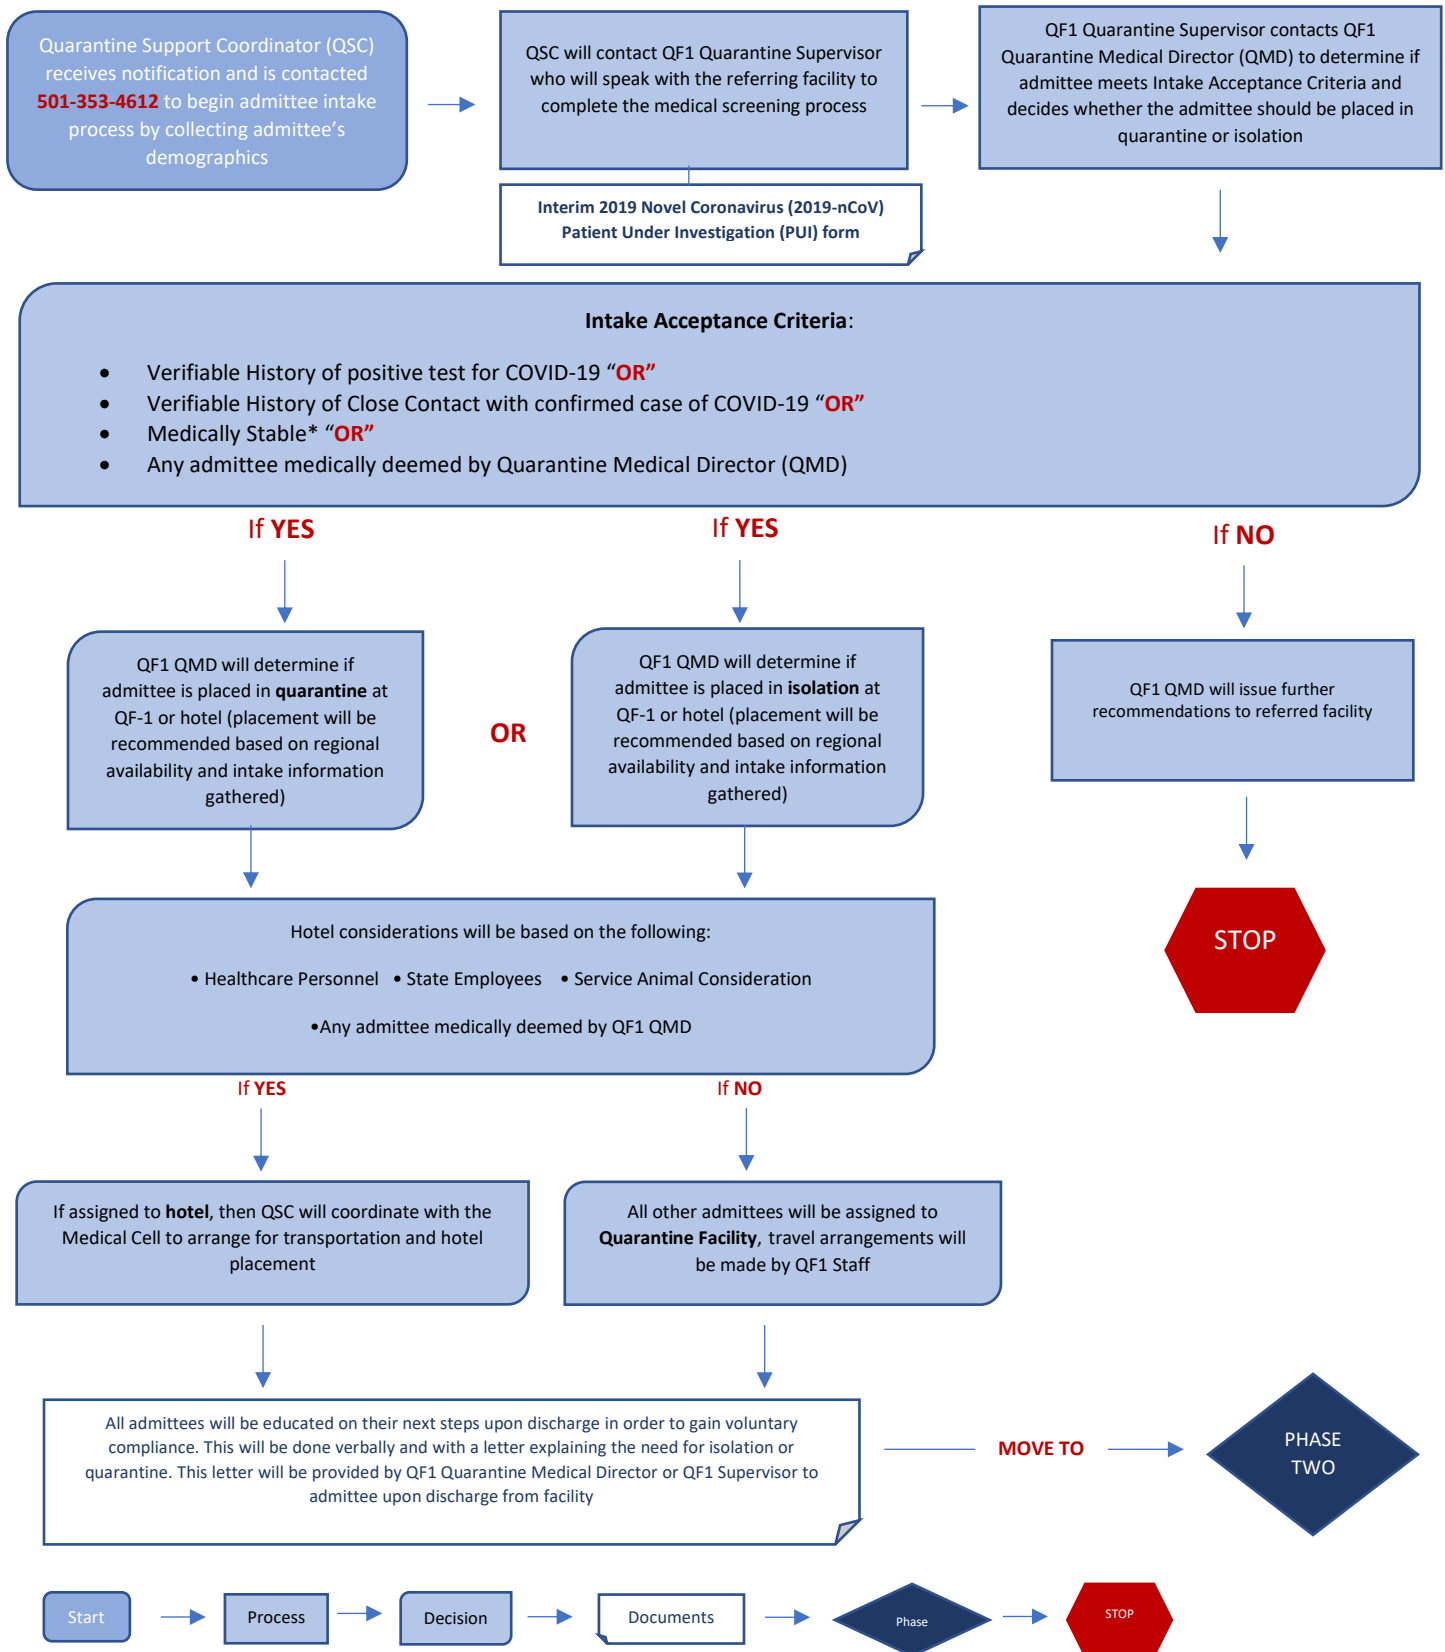 Quarantine Support Coordinator (QSC)
receives notification and is contacted
501-353-4612 to begin admittee intake
process by collecting admittee’s
demographics
QSC will contact QF1 Quarantine Supervisor
who will speak with the referring facility to
complete the medical screening process
QF1 Quarantine Supervisor contacts QF1
Quarantine Medical Director (QMD) to determine if
admittee meets Intake Acceptance Criteria and
decides whether the admittee should be placed in
quarantine or isolation
Interim 2019 Novel Coronavirus (2019-nCoV)
Patient Under Investigation (PUI) form
Intake Acceptance Criteria:
• Verifiable History of positive test for COVID-19 “OR”
• Verifiable History of Close Contact with confirmed case of COVID-19 “OR”
• Medically Stable* “OR”
• Any admittee medically deemed by Quarantine Medical Director (QMD)
If YES
If YES
If NO
QF1 QMD will determine if
admittee is placed in quarantine at
QF-1 or hotel (placement will be
recommended based on regional
availability and intake information
gathered)
OR
QF1 QMD will determine if
admittee is placed in isolation at
QF-1 or hotel (placement will be
recommended based on regional
availability and intake information
gathered)
QF1 QMD will issue further
recommendations to referred facility
STOP
Hotel considerations will be based on the following:
• Healthcare Personnel • State Employees • Service Animal Consideration
•Any admittee medically deemed by QF1 QMD
If YES
If NO
If assigned to hotel, then QSC will coordinate with the
Medical Cell to arrange for transportation and hotel
placement
All other admittees will be assigned to
Quarantine Facility, travel arrangements will
be made by QF1 Staff
All admittees will be educated on their next steps upon discharge in order to gain voluntary
compliance. This will be done verbally and with a letter explaining the need for isolation or
quarantine. This letter will be provided by QF1 Quarantine Medical Director or QF1 Supervisor to
admittee upon discharge from facility
MOVE TO
PHASE
TWO
Start
Process
Decision
Documents
Phase
STOP